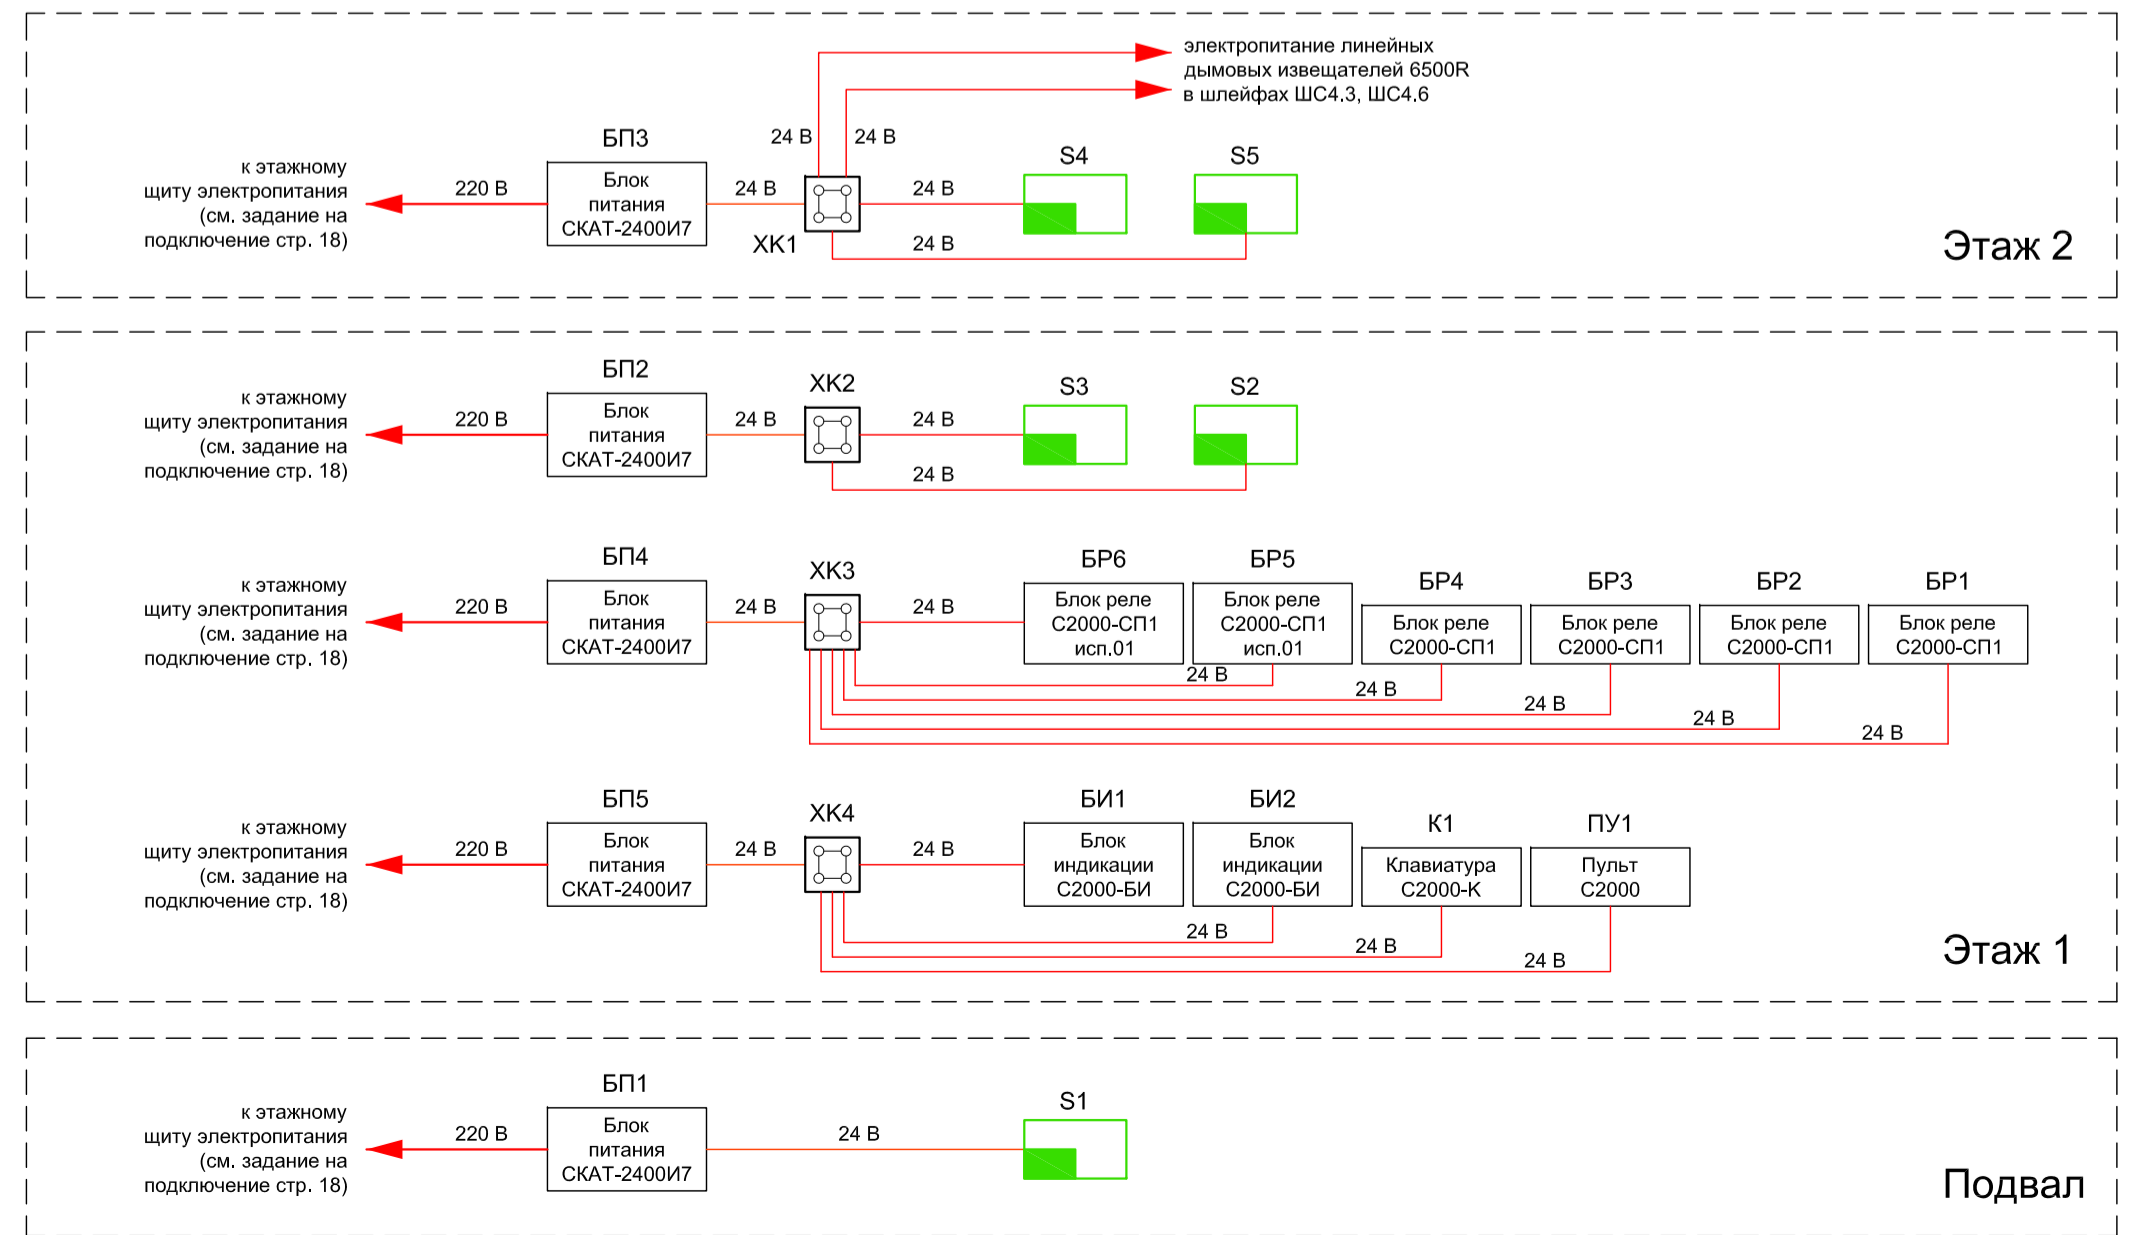 электропитание линейных
дымовых извещателей 6500R
в шлейфах ШС4.3, ШС4.6
24 В
24 В
БП3
S4
S5
к этажному
щиту электропитания
(см. задание на
подключение стр. 18)
220 В
Блок
питания
СКАТ-2400И7
24 В
24 В
ХК1
24 В
Этаж 2
БП2
ХК2
S3
S2
к этажному
щиту электропитания
(см. задание на
подключение стр. 18)
220 В
Блок
питания
СКАТ-2400И7
24 В
24 В
24 В
БП4
ХК3
БР6
БР5
БР4
БР3
БР2
БР1
к этажному
щиту электропитания
(см. задание на
подключение стр. 18)
220 В
Блок
питания
СКАТ-2400И7
24 В
24 В
Блок реле
С2000-СП1
исп.01
Блок реле
С2000-СП1
исп.01
Блок реле
С2000-СП1
Блок реле
С2000-СП1
Блок реле
С2000-СП1
Блок реле
С2000-СП1
24 В
24 В
24 В
24 В
24 В
БП5
ХК4
БИ1
БИ2
К1
ПУ1
к этажному
щиту электропитания
(см. задание на
подключение стр. 18)
220 В
Блок
питания
СКАТ-2400И7
24 В
24 В
Блок
индикации
С2000-БИ
Блок
индикации
С2000-БИ
Клавиатура
С2000-К
Пульт
С2000
24 В
24 В
24 В
Этаж 1
БП1
S1
к этажному
щиту электропитания
(см. задание на
подключение стр. 18)
220 В
Блок
питания
СКАТ-2400И7
24 В
Подвал